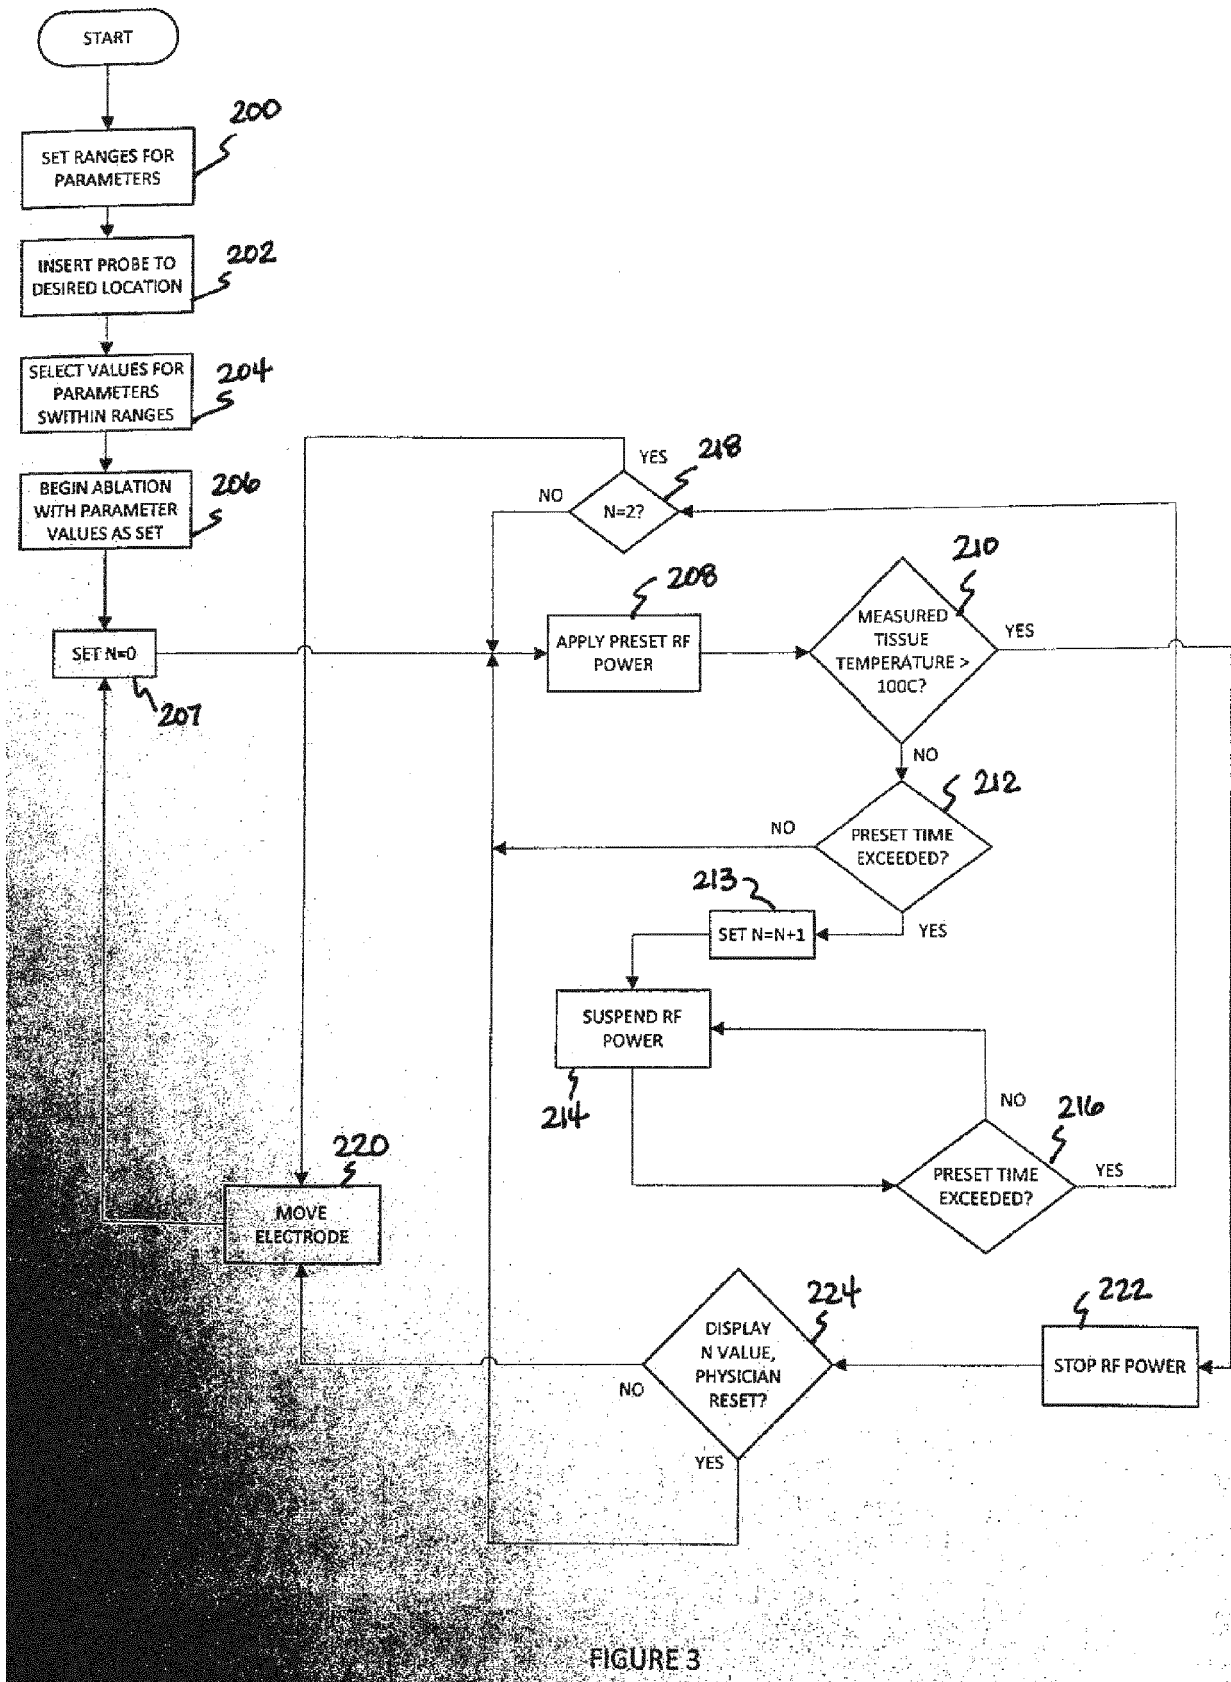 START
200
SET RANGES FOR
PARAMETERS
202
INSERT PROBE TO
DESIRED LOCATION
204
SELECT VALUES FOR
PARAMETERS
SWITHIN RANGES
206
BEGIN ABLATION
WITH PARAMETER
VALUES AS SET
SET N=0
207
YES
218
NO
N=2?
208
APPLY PRESET RF
POWER
210
MEASURED
TISSUE
TEMPERATURE >
100C?
YES
NO
212
PRESET TIME
EXCEEDED?
NO
YES
213
SET N=N+1
SUSPEND RF
POWER
214
NO
216
PRESET TIME
EXCEEDED?
YES
220
MOVE
ELECTRODE
222
STOP RF POWER
224
DISPLAY
N VALUE,
PHYSICIAN
RESET?
NO
YES
FIGURE 3